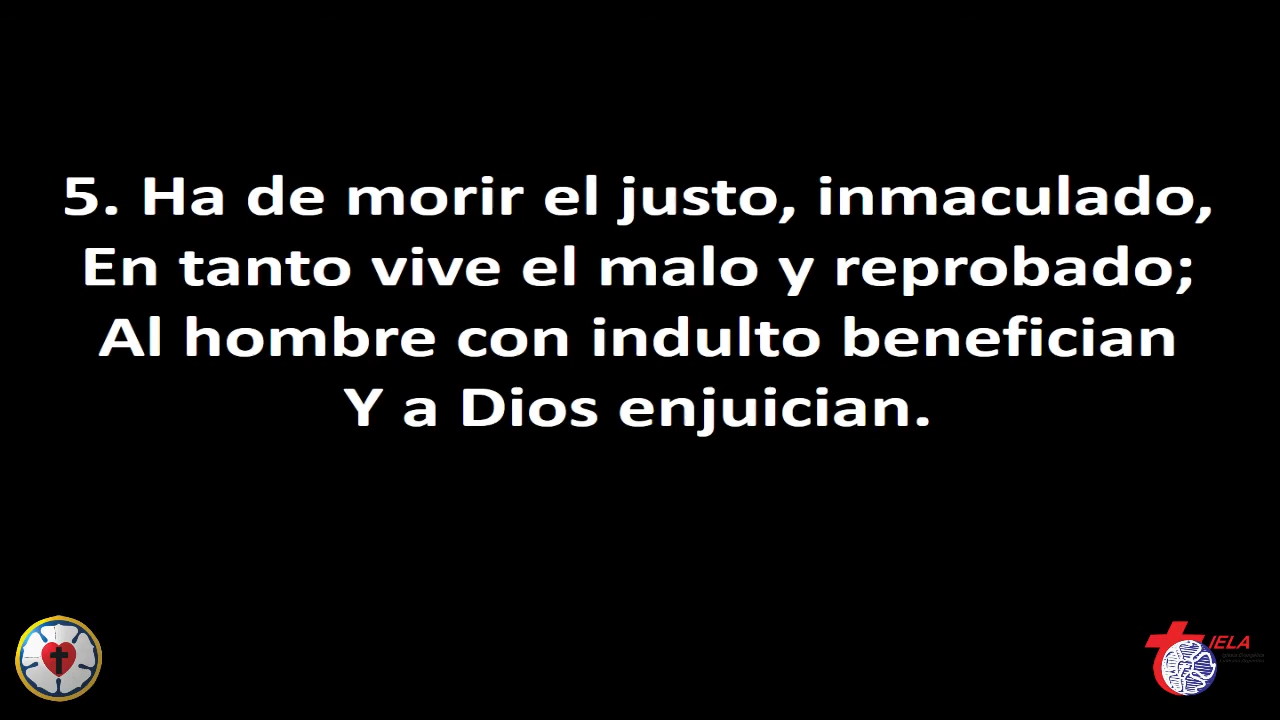 5. Ha de morir el justo, inmaculado,
En tanto vive el malo y reprobado;
Al hombre con indulto benefician
Y a Dios enjuician.
IELA